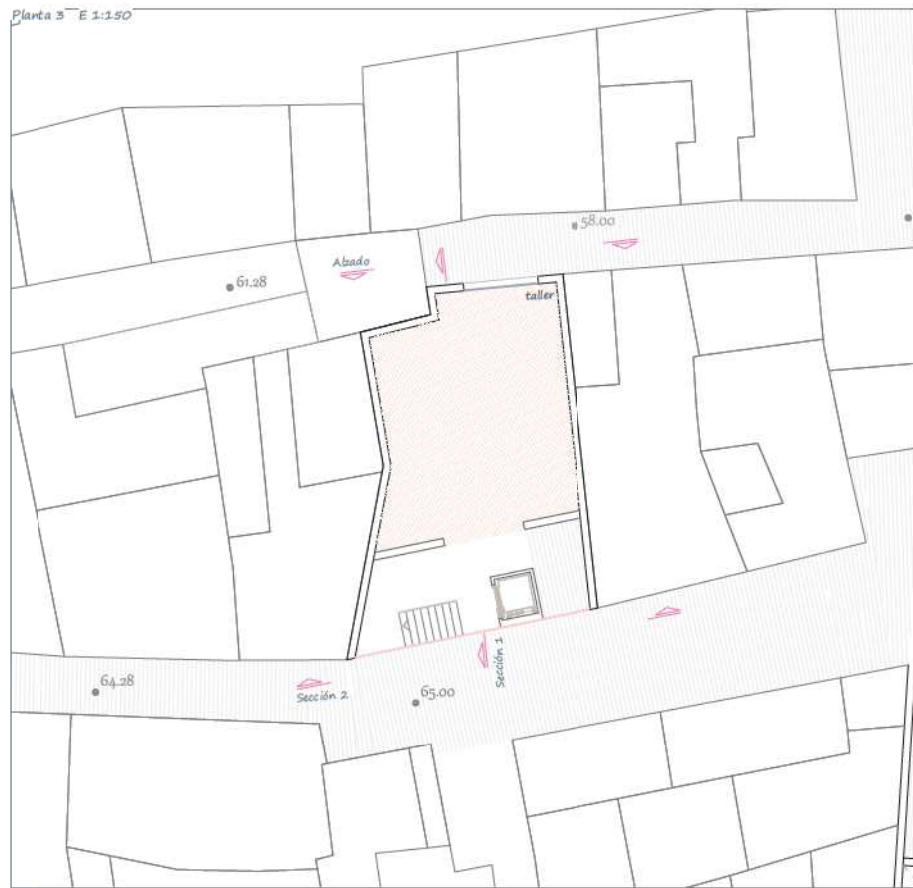 Planta 3 E 1:150
58.00
Alzado
61.28
taller
Sección 1
64.28
Sección 2
65.00